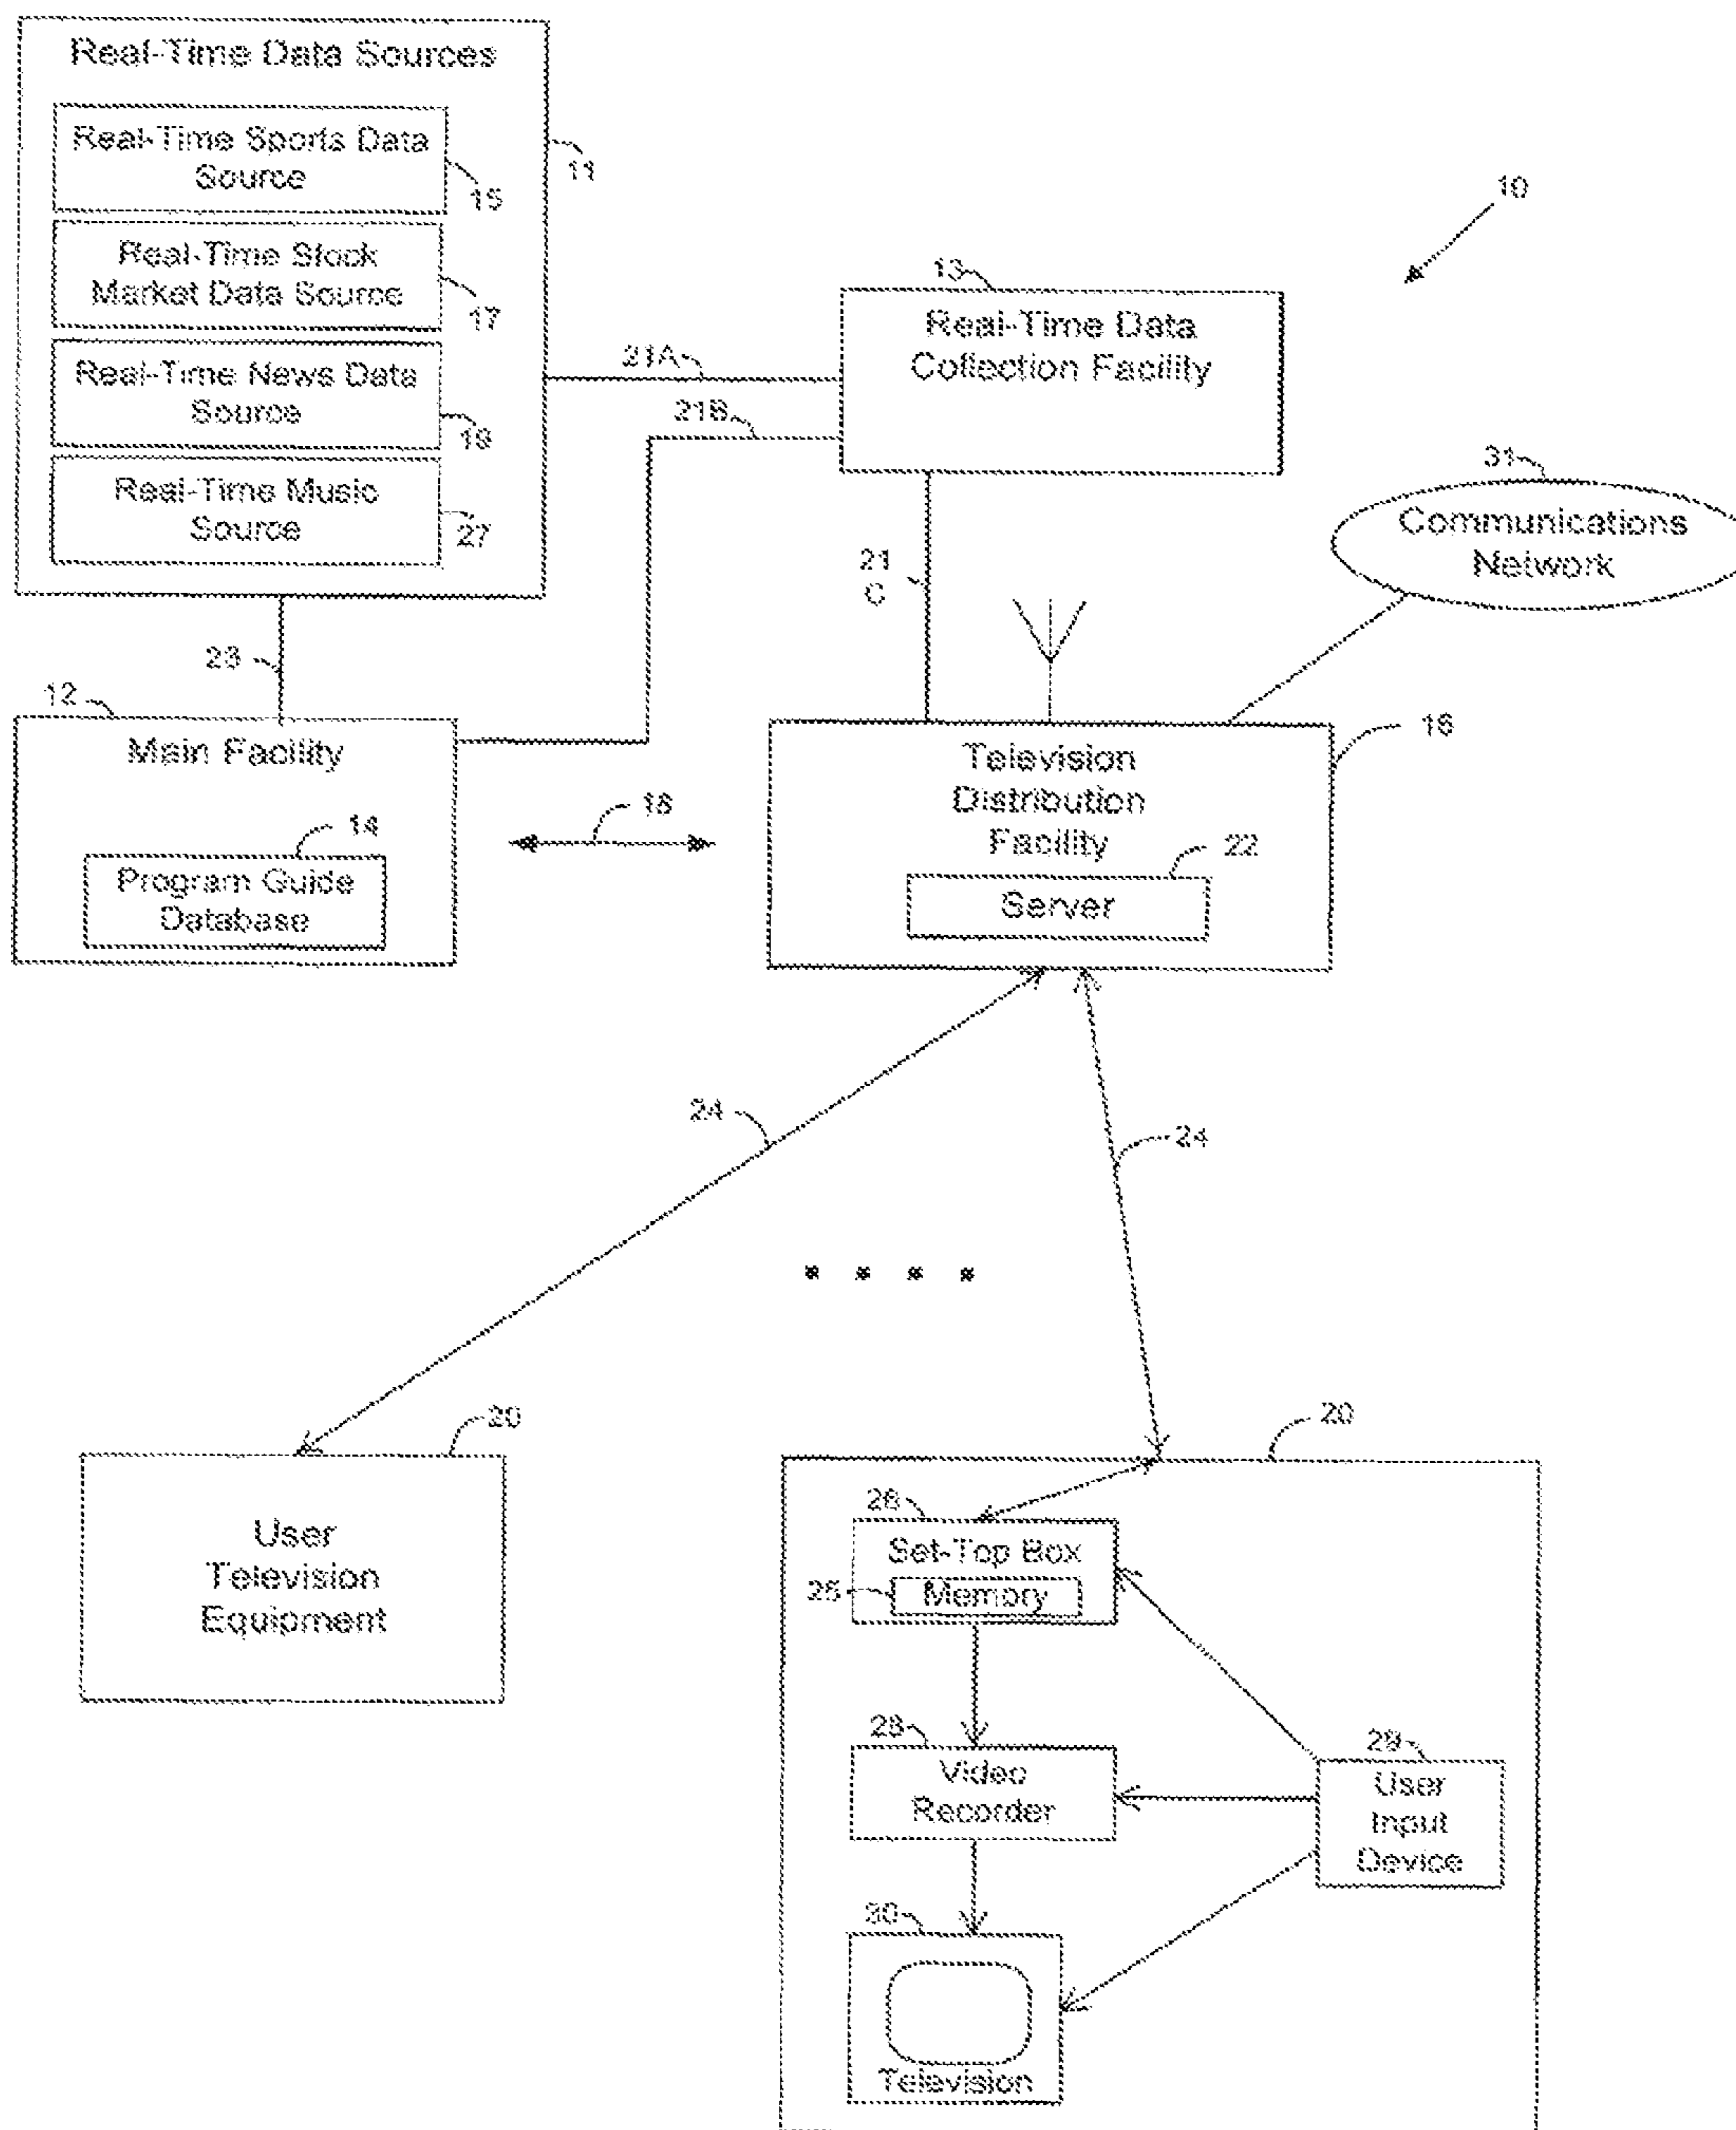 Real-Time Data Sources
Real-Time Sports Data
Source
15
11
Real-Time Stock
Market Data Source
17
Real-Time News Data
Source
19
Real-Time Music
Source
27
10
13
Real-Time Data
Collection Facility
21A
21B
21
C
31
Communications
Network
23
12
Main Facility
14
Program Guide
Database
18
Television
Distribution
Facility
16
22
Server
24
24
20
User
Television
Equipment
20
26
Set-Top Box
25
Memory
28
Video
Recorder
29
User
Input
Device
30
Television